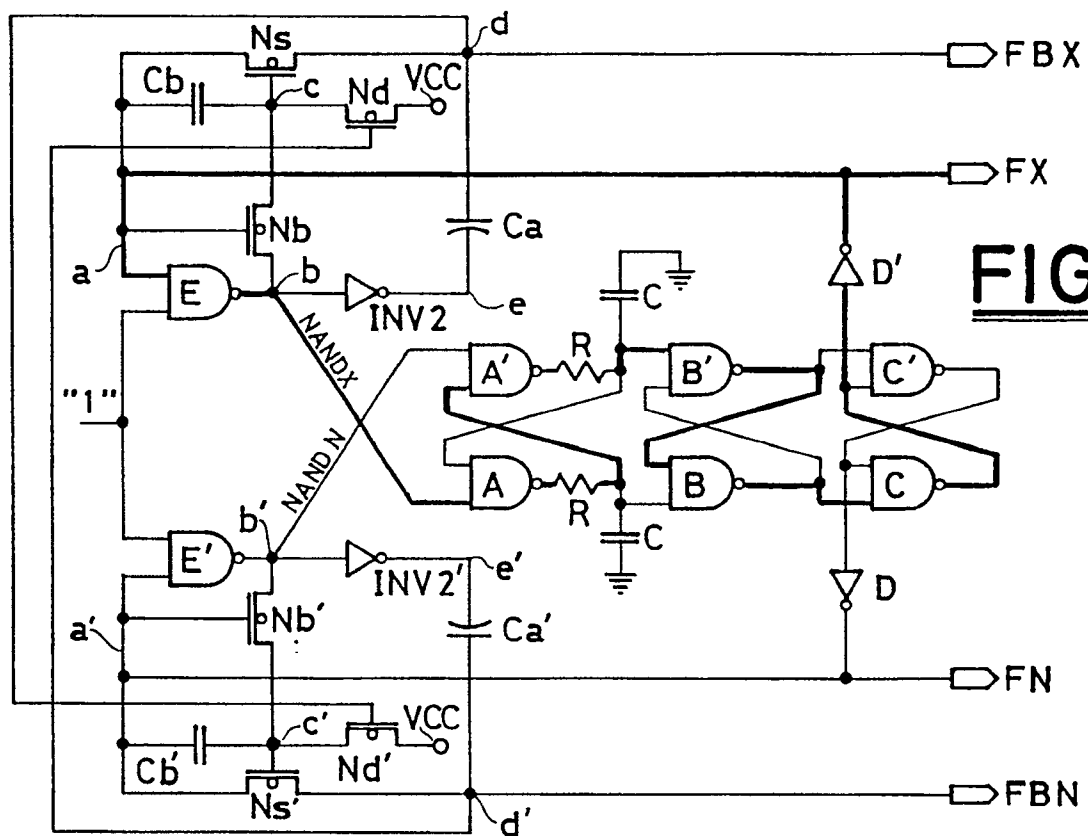 d
Ns
FBX
Cb
c
Nd
VCC
FX
Nb
Ca
a
E
b
INV2
e
D'
FIG
NANDX
A'
R
C
B'
C'
"1"
NAND N
A
R
B
C
C
b'
E'
INV2'
e'
D
a'
Nb'
Ca'
FN
c'
VCC
Cb'
Nd'
Ns'
d'
FBN